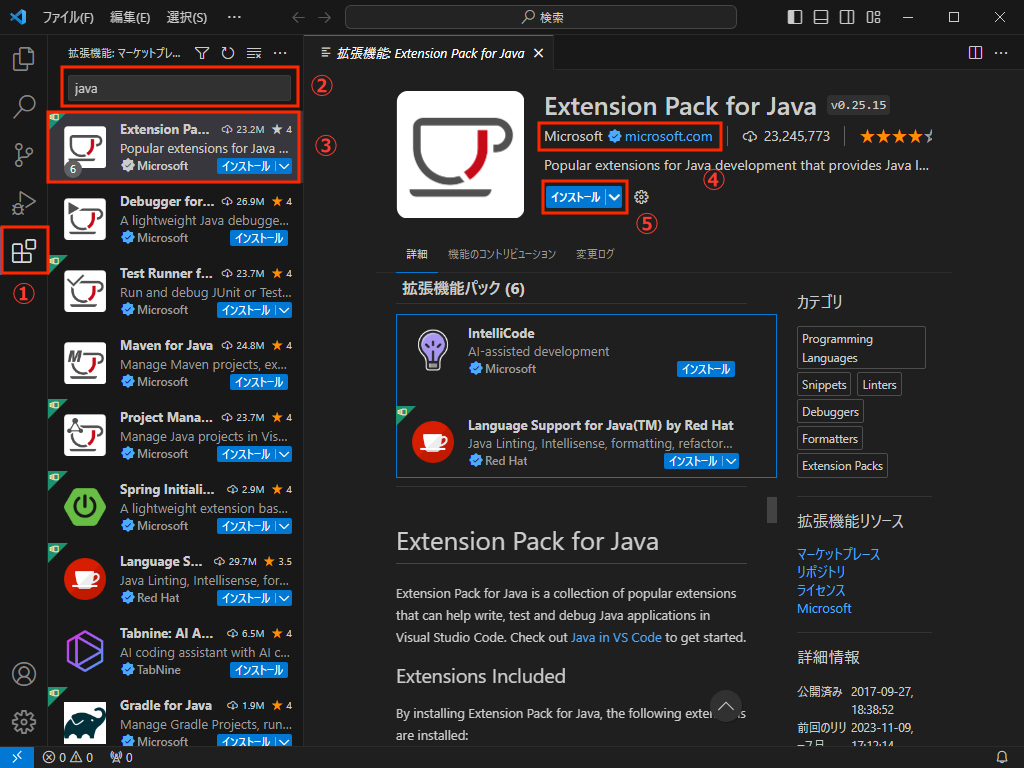 ファイル(F) 編集(E) 選択(S) ··· 検索
拡張機能: マーケットプレ... ···
java
②
Extension Pa... 23.2M ★ 4
Popular extensions for Java ...
Microsoft インストール
6
③
Debugger for... 26.9M ★ 4
A lightweight Java debugge...
Microsoft インストール
①
Test Runner f... 23.7M ★ 4
Run and debug JUnit or Test...
Microsoft インストール
Maven for Java 24.8M ★ 4
Manage Maven projects, ex...
Microsoft インストール
Project Mana... 23.7M ★ 4
Manage Java projects in Vis...
Microsoft インストール
Spring Initiali... 2.9M ★ 4
A lightweight extension bas...
Microsoft インストール
Language S... 29.7M ★ 3.5
Java Linting, Intellisense, for...
Red Hat インストール
Tabnine: AI A... 6.5M ★ 4
AI coding assistant with AI c...
TabNine インストール
Gradle for Java 1.9M ★ 4
Manage Gradle Projects, run...
Microsoft インストール
拡張機能: Extension Pack for Java
Extension Pack for Java v0.25.15
Microsoft microsoft.com 23,245,773
Popular extensions for Java development that provides Java I...
④
インストール
⑤
詳細 機能のコントリビューション 変更ログ
拡張機能パック (6)
IntelliCode
AI-assisted development
Microsoft インストール
Language Support for Java(TM) by Red Hat
Java Linting, Intellisense, formatting, refactor...
Red Hat インストール
Extension Pack for Java
Extension Pack for Java is a collection of popular extensions
that can help write, test and debug Java applications in
Visual Studio Code. Check out Java in VS Code to get started.
Extensions Included
By installing Extension Pack for Java, the following
are installed:
カテゴリ
Programming
Languages
Snippets Linters
Debuggers
Formatters
Extension Packs
拡張機能リソース
マーケットプレース
リポジトリ
ライセンス
Microsoft
詳細情報
公開済み 2017-09-27,
18:38:52
前回のリリ 2023-11-09,
ース日 17:12:14
0 0 0